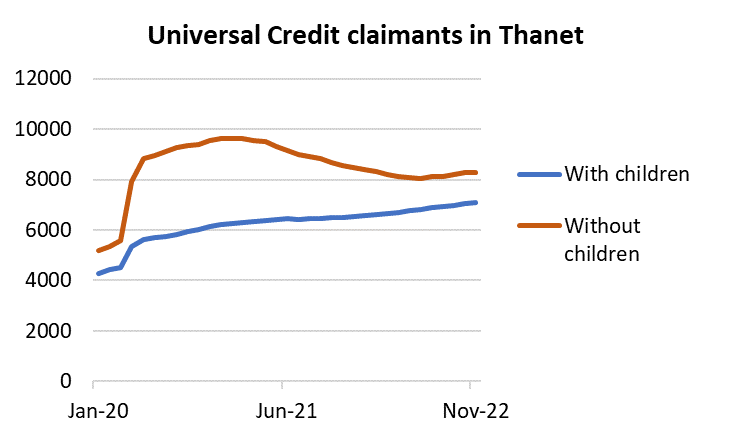 Universal Credit claimants in Thanet
12000
10000
8000
6000
4000
2000
0
Jan-20
Jun-21
Nov-22
With children
Without
children